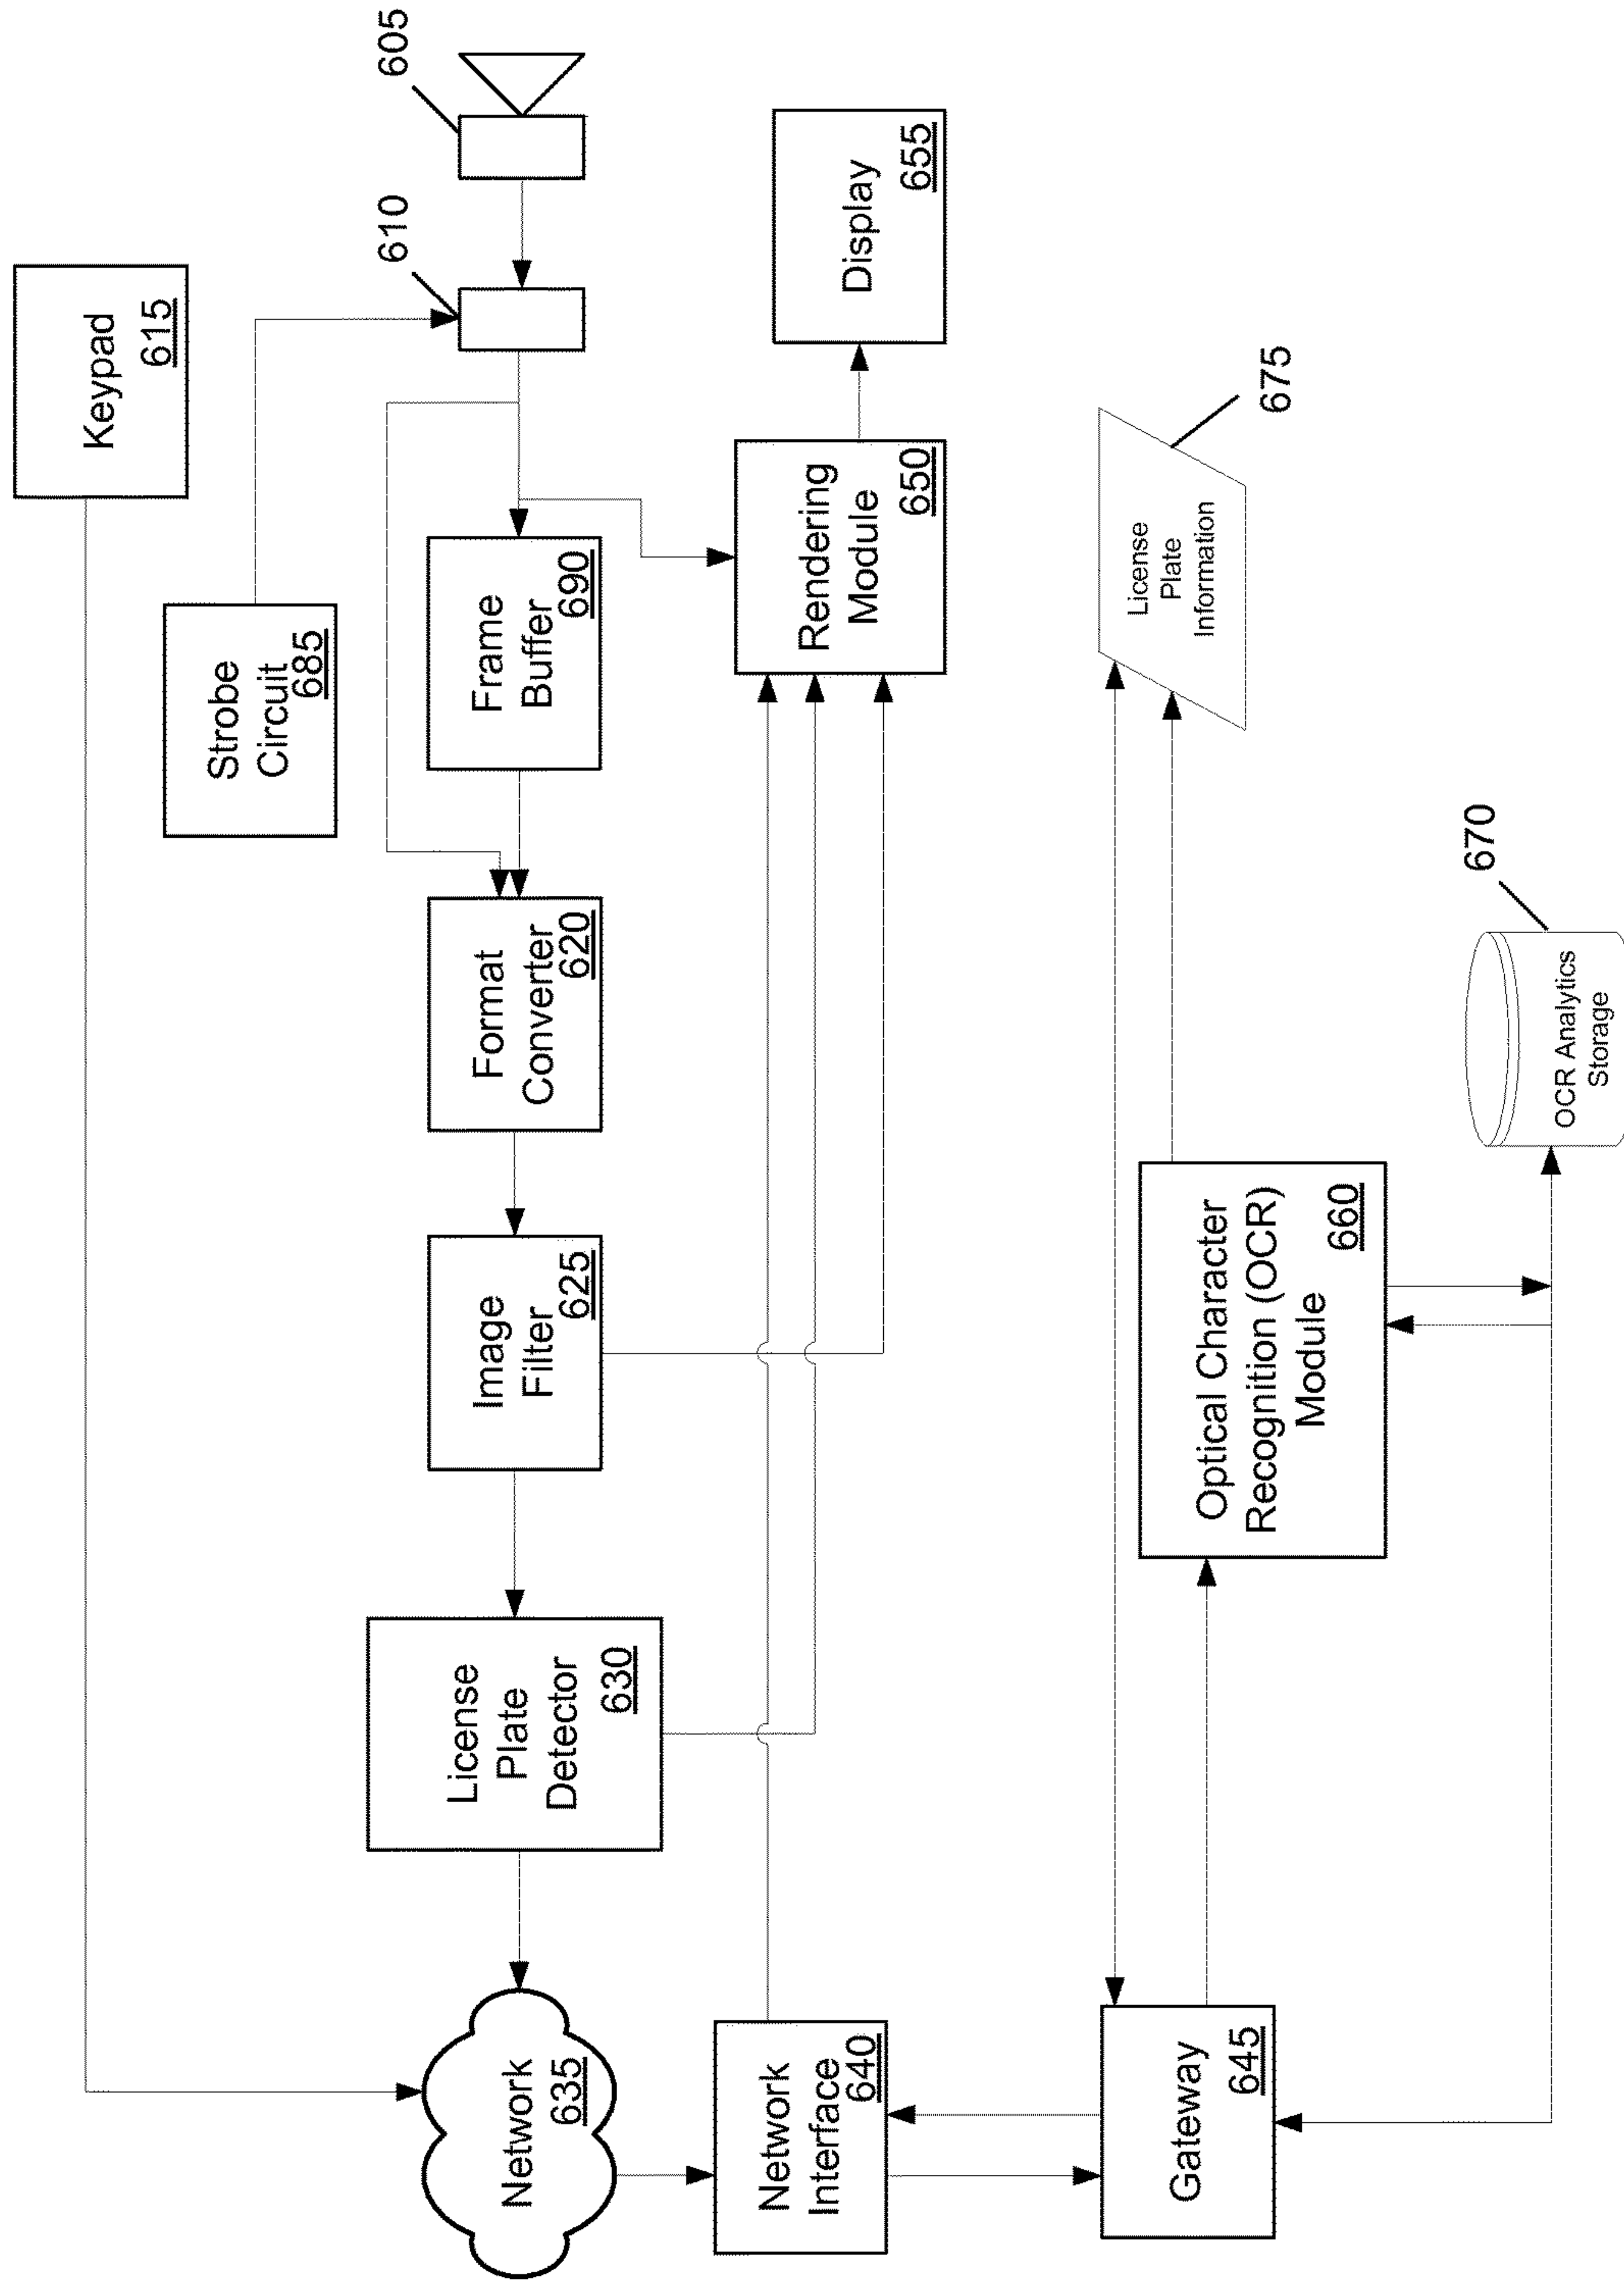 Keypad
615
Strobe
Circuit
685
605
610
Network
635
License
Plate
Detector
630
Image
Filter
625
Format
Converter
620
Frame
Buffer
690
Network
Interface
640
Rendering
Module
650
Display
655
Gateway
645
Optical Character
Recognition (OCR)
Module
660
License
Plate
Information
675
OCR Analytics
Storage
670